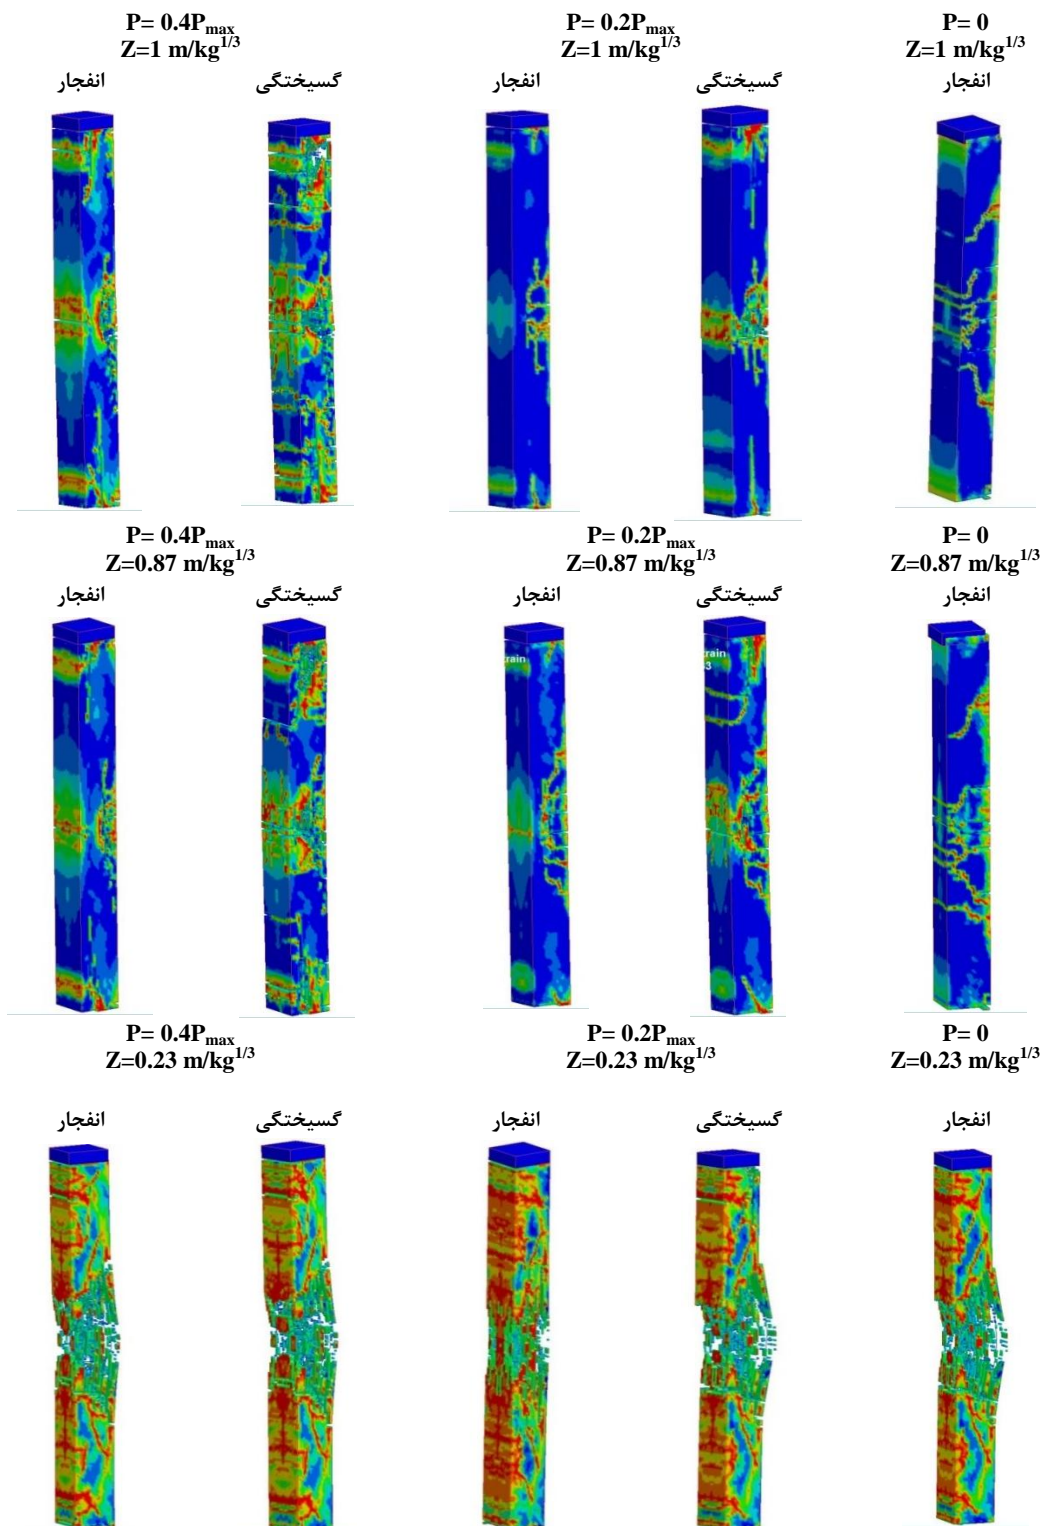 P= 0.4Pmax
Z=1 m/kg1/3
P= 0.2Pmax
Z=1 m/kg1/3
P= 0
Z=1 m/kg1/3
انفجار
گسیختگی
انفجار
گسیختگی
انفجار
P= 0.4Pmax
Z=0.87 m/kg1/3
P= 0.2Pmax
Z=0.87 m/kg1/3
P= 0
Z=0.87 m/kg1/3
انفجار
گسیختگی
انفجار
گسیختگی
انفجار
train
P= 0.4Pmax
Z=0.23 m/kg1/3
P= 0.2Pmax
Z=0.23 m/kg1/3
P= 0
Z=0.23 m/kg1/3
انفجار
گسیختگی
انفجار
گسیختگی
انفجار